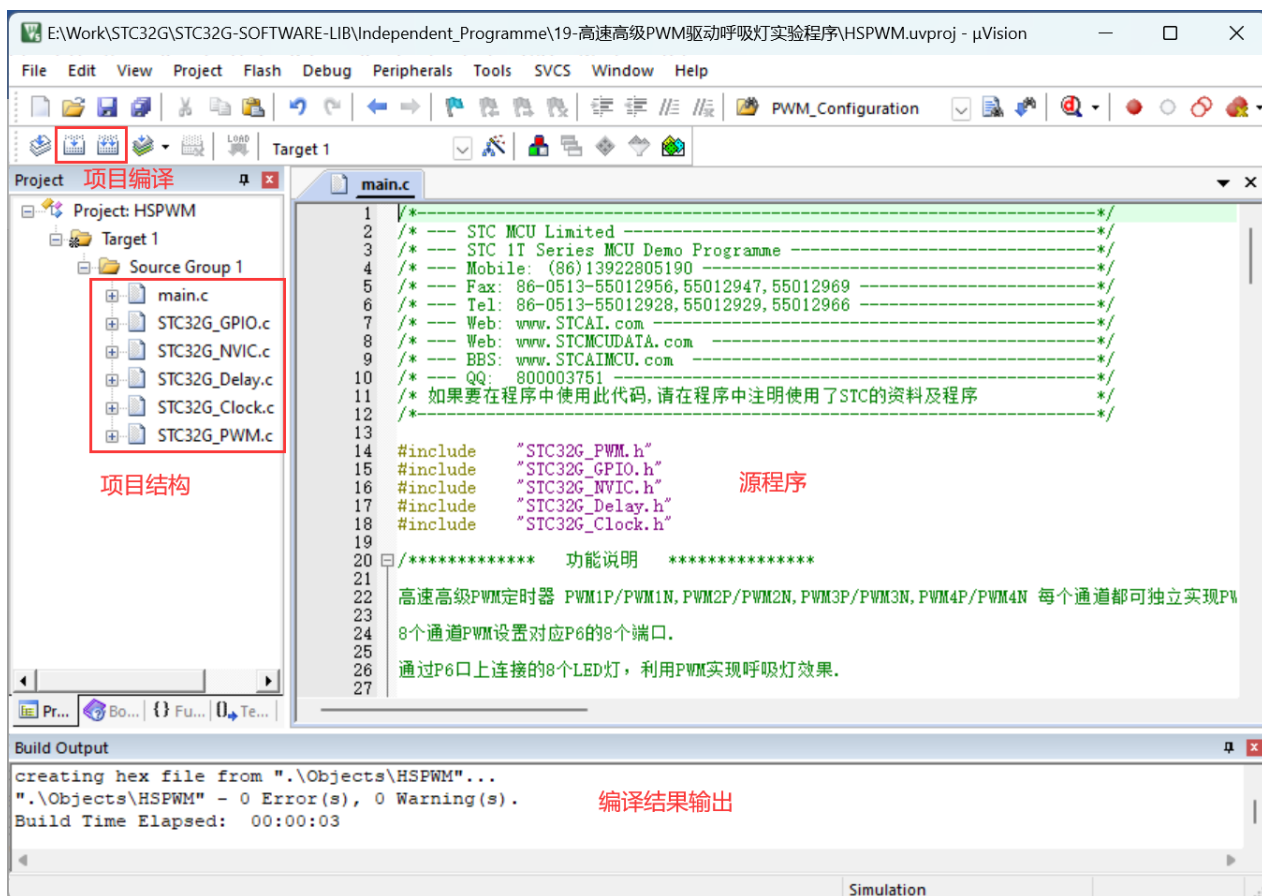 E:\Work\STC32G\STC32G-SOFTWARE-LIB\Independent_Programme\19-高速高级PWM驱动呼吸灯实验程序\HSPWM.uvproj - µVision
File Edit View Project Flash Debug Peripherals Tools SVCS Window Help
PWM_Configuration
LOAD
Target 1
Project 项目编译
Project: HSPWM
Target 1
Source Group 1
main.c
STC32G_GPIO.c
STC32G_NVIC.c
STC32G_Delay.c
STC32G_Clock.c
STC32G_PWM.c
项目结构
Pr... Bo... {} Fu... Te...
main.c
1 /*---------------------------------------------------------------------*/
2 /* --- STC MCU Limited ------------------------------------------------*/
3 /* --- STC 1T Series MCU Demo Programme -------------------------------*/
4 /* --- Mobile: (86)13922805190 ----------------------------------------*/
5 /* --- Fax: 86-0513-55012956,55012947,55012969 ------------------------*/
6 /* --- Tel: 86-0513-55012928,55012929,55012966 ------------------------*/
7 /* --- Web: www.STCAI.com ---------------------------------------------*/
8 /* --- Web: www.STCMCUDATA.com ---------------------------------------*/
9 /* --- BBS: www.STCAIMCU.com -----------------------------------------*/
10 /* --- QQ: 800003751 -------------------------------------------------*/
11 /* 如果要在程序中使用此代码,请在程序中注明使用了STC的资料及程序 */
12 /*---------------------------------------------------------------------*/
13
14 #include "STC32G_PWM.h"
15 #include "STC32G_GPIO.h"
16 #include "STC32G_NVIC.h"
17 #include "STC32G_Delay.h"
18 #include "STC32G_Clock.h"
源程序
19
20 /************* 功能说明 ***************
21
22 高速高级PWM定时器 PWM1P/PWM1N,PWM2P/PWM2N,PWM3P/PWM3N,PWM4P/PWM4N 每个通道都可独立实现PW
23
24 8个通道PWM设置对应P6的8个端口.
25
26 通过P6口上连接的8个LED灯，利用PWM实现呼吸灯效果.
27
Build Output
creating hex file from ".\Objects\HSPWM"...
".\Objects\HSPWM" - 0 Error(s), 0 Warning(s).
Build Time Elapsed: 00:00:03
编译结果输出
Simulation